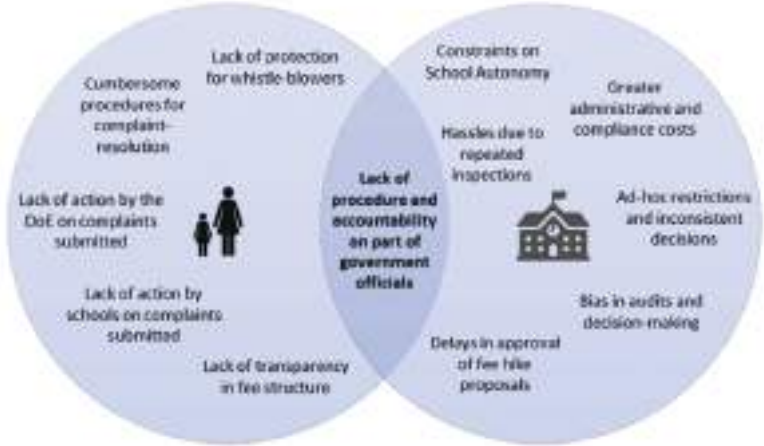 Lack of protection
for whistle-blowers
Cumbersome
procedures for
complaint-
resolution
Lack of action by the
DoE on complaints
submitted
Lack of action by
schools on complaints
submitted
Lack of transparency
in fee structure
Lack of
procedure and
accountability
on part of
government
officials
Constraints on
School Autonomy
Greater
administrative and
compliance costs
Hassles due to
repeated
inspections
Ad-hoc restrictions
and inconsistent
decisions
Bias in audits and
decision-making
Delays in approval
of fee hike
proposals